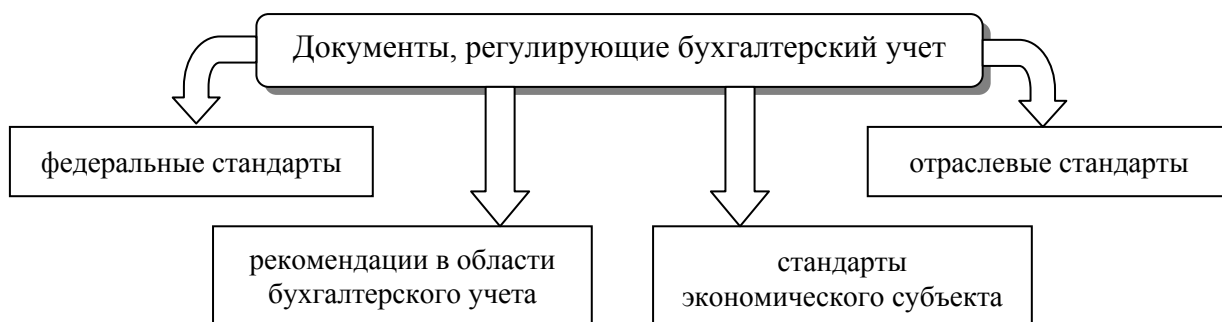 Документы, регулирующие бухгалтерский учет
федеральные стандарты
отраслевые стандарты
рекомендации в области
бухгалтерского учета
стандарты
экономического субъекта